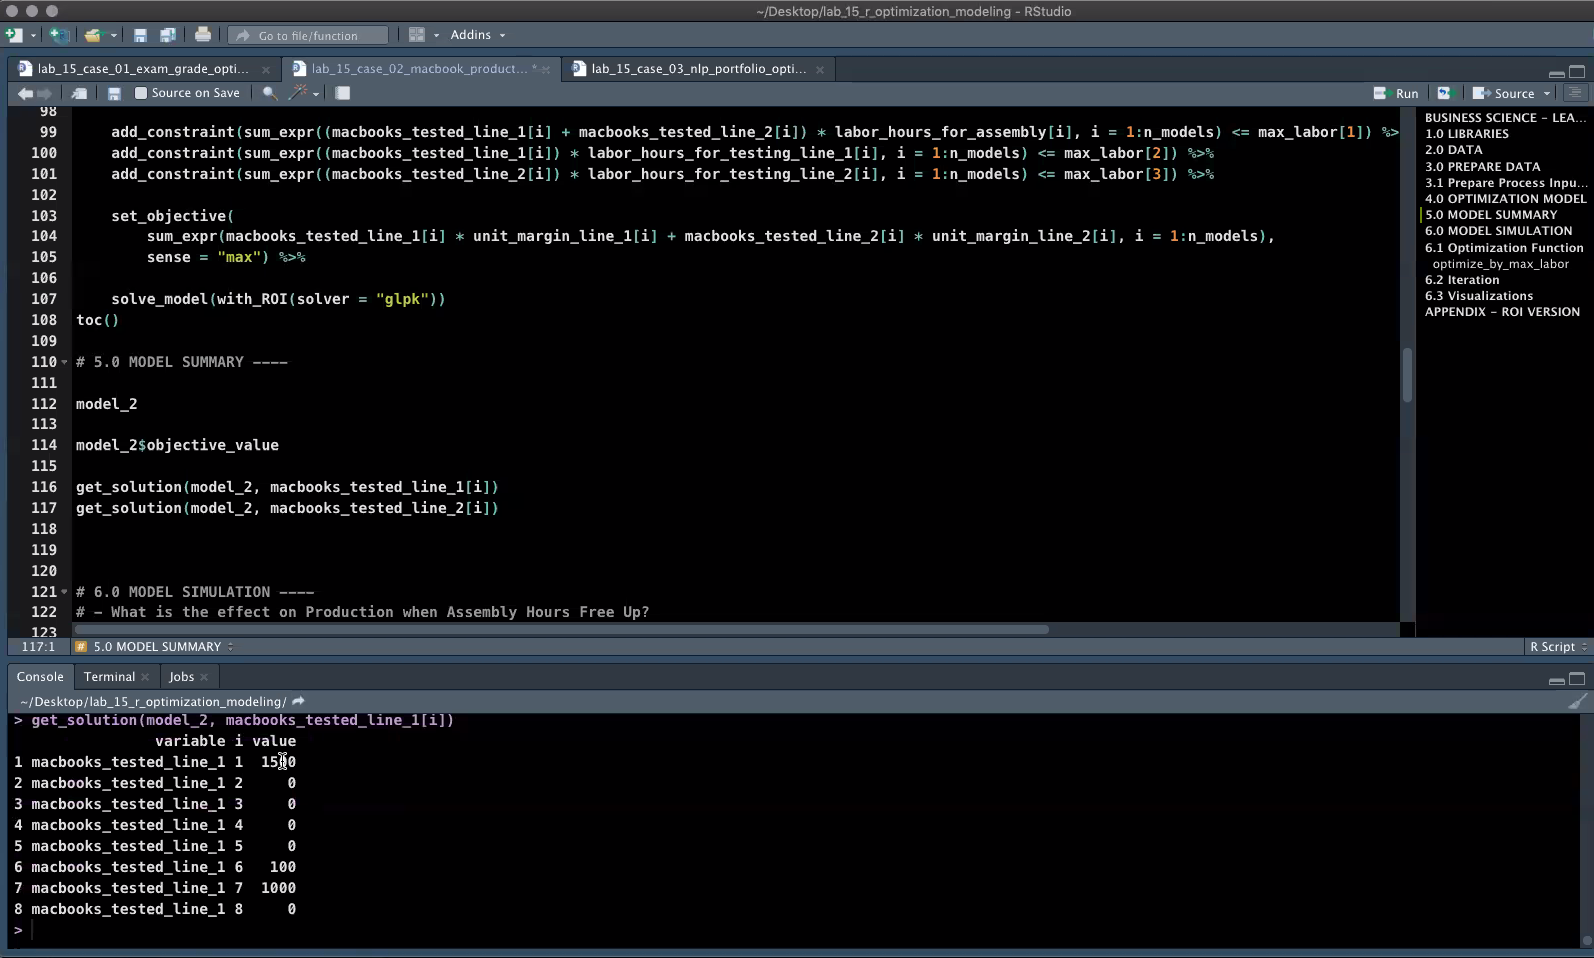 ~/Desktop/lab_15_r_optimization_modeling - RStudio
Go to file/function
Addins
lab_15_case_01_exam_grade_opti...
lab_15_case_02_macbook_product...*
lab_15_case_03_nlp_portfolio_opti...
Source on Save
Run
Source
98
99 add_constraint(sum_expr((macbooks_tested_line_1[i] + macbooks_tested_line_2[i]) * labor_hours_for_assembly[i], i = 1:n_models) <= max_labor[1]) %>
100 add_constraint(sum_expr((macbooks_tested_line_1[i]) * labor_hours_for_testing_line_1[i], i = 1:n_models) <= max_labor[2]) %>%
101 add_constraint(sum_expr((macbooks_tested_line_2[i]) * labor_hours_for_testing_line_2[i], i = 1:n_models) <= max_labor[3]) %>%
102
103 set_objective(
104 sum_expr(macbooks_tested_line_1[i] * unit_margin_line_1[i] + macbooks_tested_line_2[i] * unit_margin_line_2[i], i = 1:n_models),
105 sense = "max") %>%
106
107 solve_model(with_ROI(solver = "glpk"))
108 toc()
109
110 # 5.0 MODEL SUMMARY ----
111
112 model_2
113
114 model_2$objective_value
115
116 get_solution(model_2, macbooks_tested_line_1[i])
117 get_solution(model_2, macbooks_tested_line_2[i])
118
119
120
121 # 6.0 MODEL SIMULATION ----
122 # - What is the effect on Production when Assembly Hours Free Up?
123
BUSINESS SCIENCE - LEA...
1.0 LIBRARIES
2.0 DATA
3.0 PREPARE DATA
3.1 Prepare Process Inpu...
4.0 OPTIMIZATION MODEL
5.0 MODEL SUMMARY
6.0 MODEL SIMULATION
6.1 Optimization Function
optimize_by_max_labor
6.2 Iteration
6.3 Visualizations
APPENDIX - ROI VERSION
117:1
# 5.0 MODEL SUMMARY
R Script
Console
Terminal
Jobs
~/Desktop/lab_15_r_optimization_modeling/
> get_solution(model_2, macbooks_tested_line_1[i])
variable i value
1 macbooks_tested_line_1 1 1500
2 macbooks_tested_line_1 2 0
3 macbooks_tested_line_1 3 0
4 macbooks_tested_line_1 4 0
5 macbooks_tested_line_1 5 0
6 macbooks_tested_line_1 6 100
7 macbooks_tested_line_1 7 1000
8 macbooks_tested_line_1 8 0
>